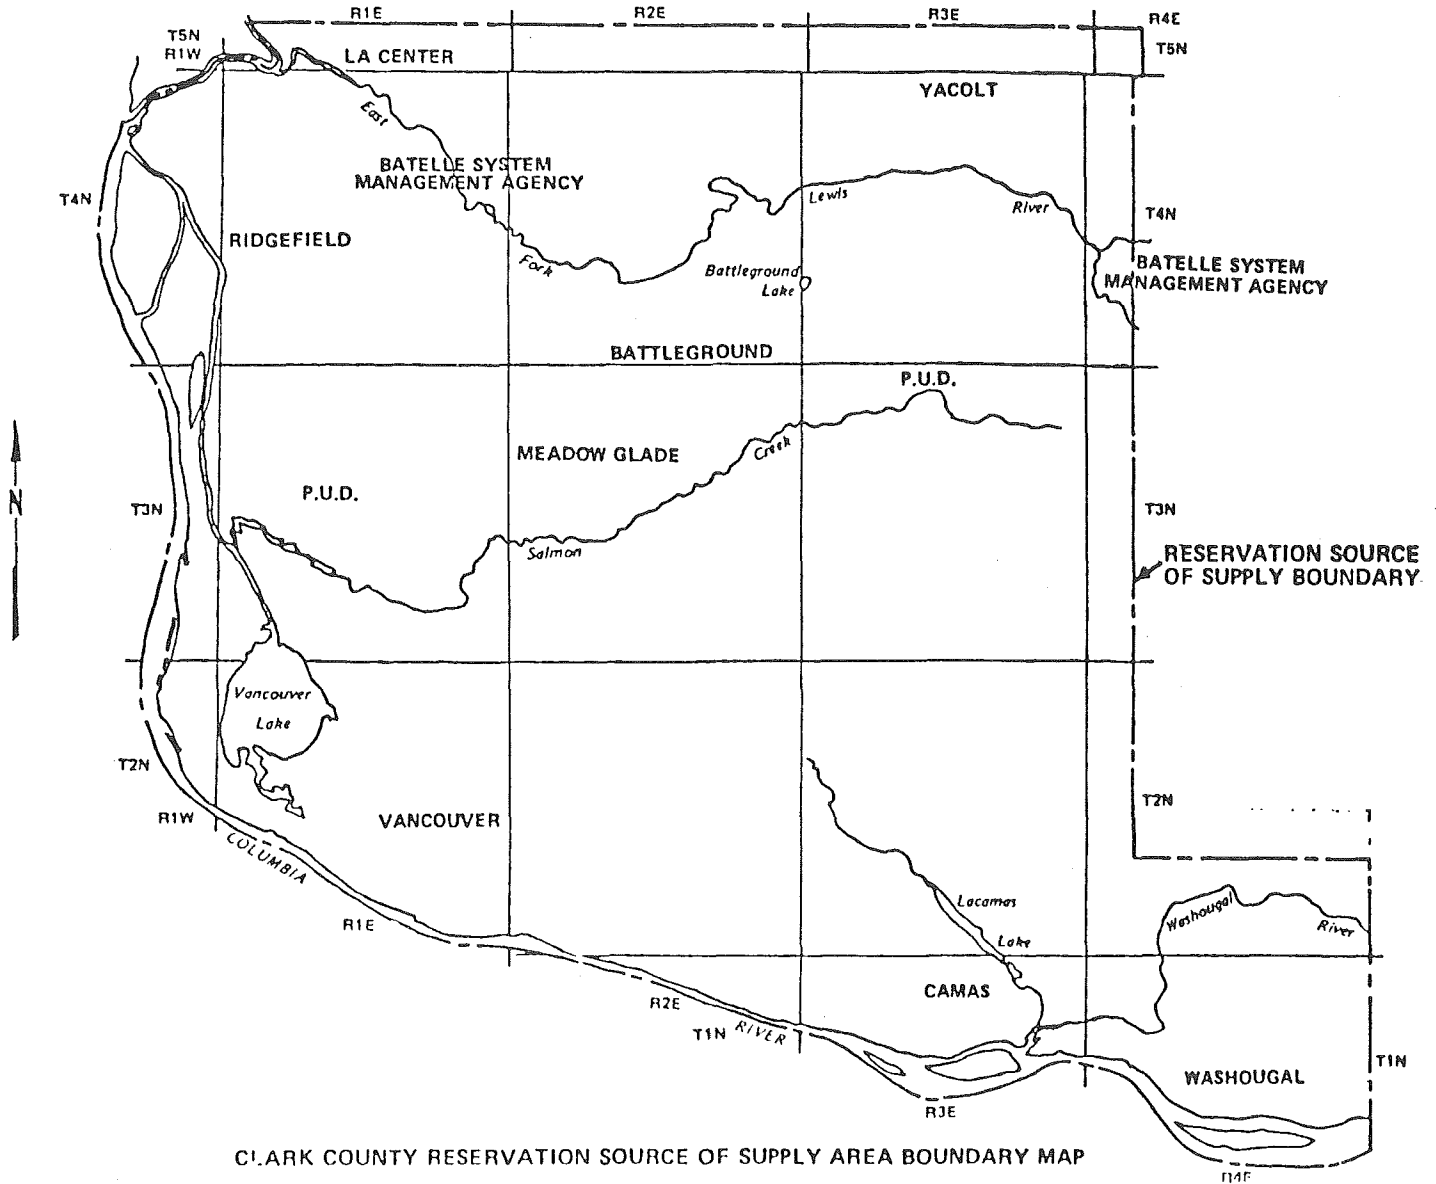 R1E
R2E
R3E
R4E
T5N
R1W
T5N
LA CENTER
YACOLT
East
BATELLE SYSTEM
MANAGEMENT AGENCY
T4N
Lewis
River
T4N
RIDGEFIELD
Fork
Battleground
Lake
BATELLE SYSTEM
MANAGEMENT AGENCY
BATTLEGROUND
P.U.D.
MEADOW GLADE
Creek
P.U.D.
N
T3N
T3N
Salmon
RESERVATION SOURCE
OF SUPPLY BOUNDARY
Vancouver
Lake
T2N
T2N
R1W
VANCOUVER
COLUMBIA
R1E
Lacamas
Lake
Washougal
River
CAMAS
R2E
T1N
RIVER
T1N
WASHOUGAL
R3E
CLARK COUNTY RESERVATION SOURCE OF SUPPLY AREA BOUNDARY MAP